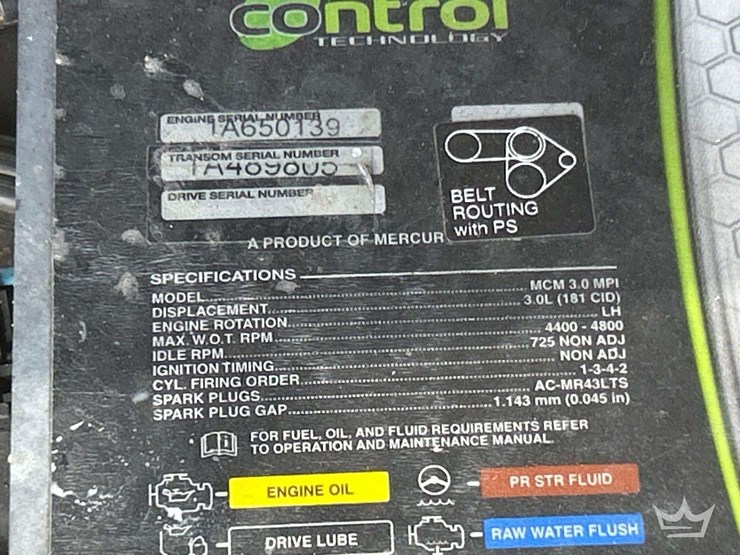 control
TECHNOLOGY
ENGINE SERIAL NUMBER
1A650139
TRANSOM SERIAL NUMBER
1A489805
DRIVE SERIAL NUMBER
BELT
ROUTING
with PS
A PRODUCT OF MERCUR
SPECIFICATIONS
MODEL MCM 3.0 MPI
DISPLACEMENT 3.0L (181 CID)
ENGINE ROTATION LH
MAX. W.O.T. RPM 4400 - 4800
IDLE RPM 725 NON ADJ
IGNITION TIMING NON ADJ
CYL. FIRING ORDER 1-3-4-2
SPARK PLUGS AC-MR43LTS
SPARK PLUG GAP 1.143 mm (0.045 in)
FOR FUEL, OIL, AND FLUID REQUIREMENTS REFER
TO OPERATION AND MAINTENANCE MANUAL.
ENGINE OIL
PR STR FLUID
DRIVE LUBE
RAW WATER FLUSH